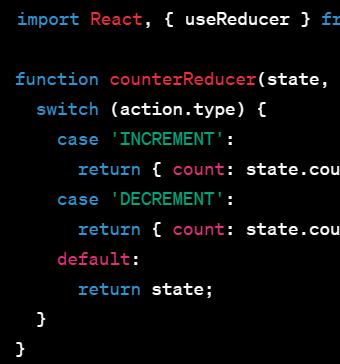 import React, { useReducer } fr
function counterReducer(state,
switch (action.type) {
case 'INCREMENT':
return { count: state.cou
case 'DECREMENT':
return { count: state.cou
default:
return state;
}
}